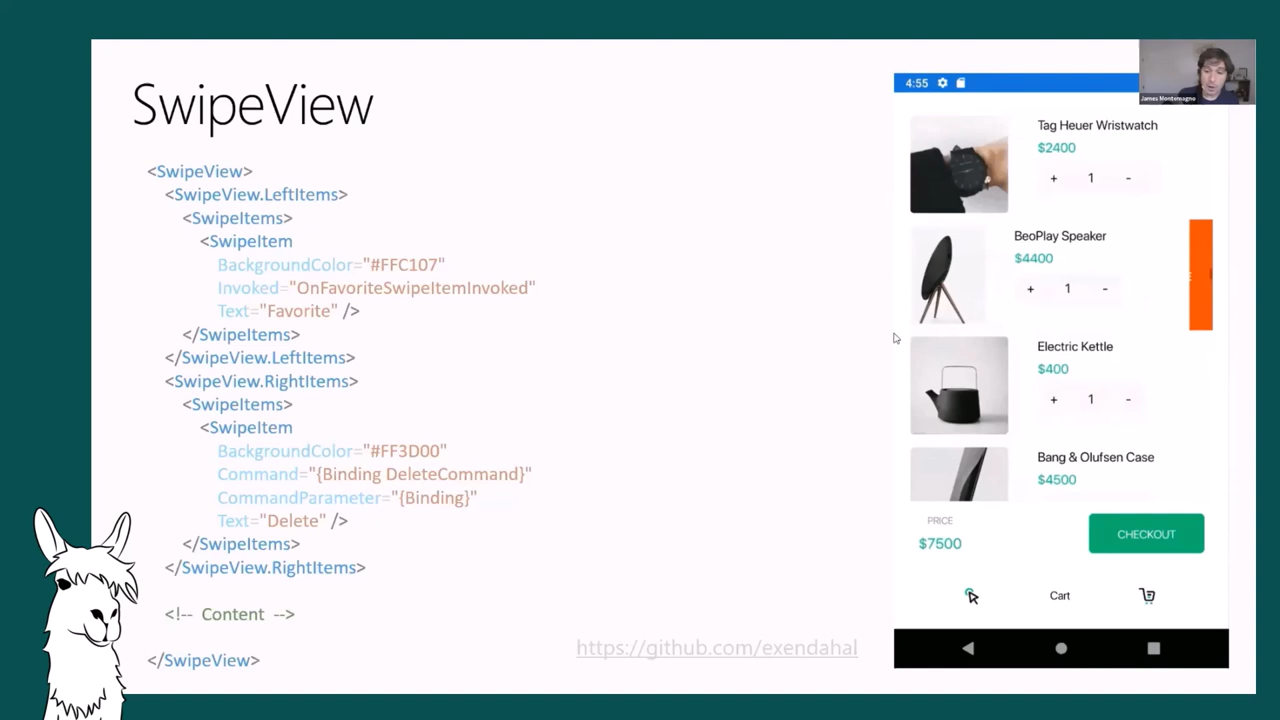 SwipeView
<SwipeView>
<SwipeView.LeftItems>
<SwipeItems>
<SwipeItem
BackgroundColor="#FFC107"
Invoked="OnFavoriteSwipeItemInvoked"
Text="Favorite" />
</SwipeItems>
</SwipeView.LeftItems>
<SwipeView.RightItems>
<SwipeItems>
<SwipeItem
BackgroundColor="#FF3D00"
Command="{Binding DeleteCommand}"
CommandParameter="{Binding}"
Text="Delete" />
</SwipeItems>
</SwipeView.RightItems>
<!-- Content -->
</SwipeView>
https://github.com/exendahal
James Montemagno
4:55
Tag Heuer Wristwatch
$2400
+ 1 -
BeoPlay Speaker
$4400
+ 1 -
Electric Kettle
$400
+ 1 -
Bang & Olufsen Case
$4500
PRICE
$7500
CHECKOUT
Cart